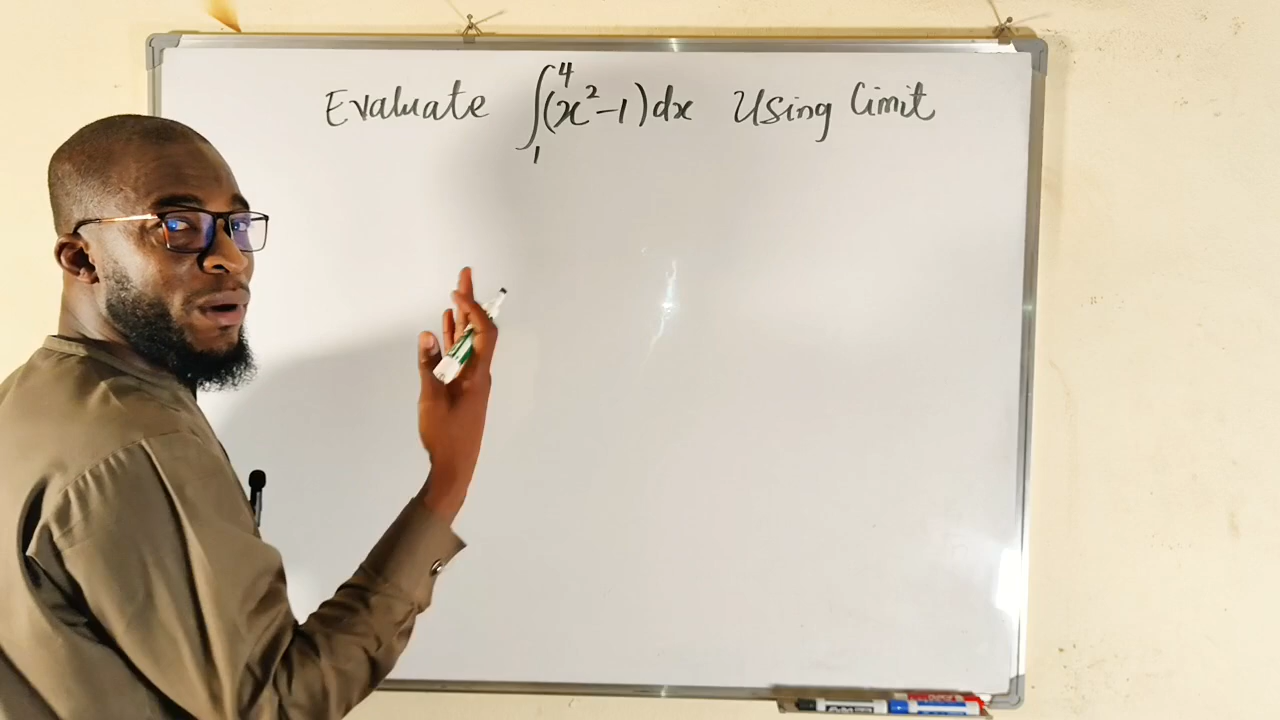 Evaluate ∫₁⁴(x²-1)dx Using limit